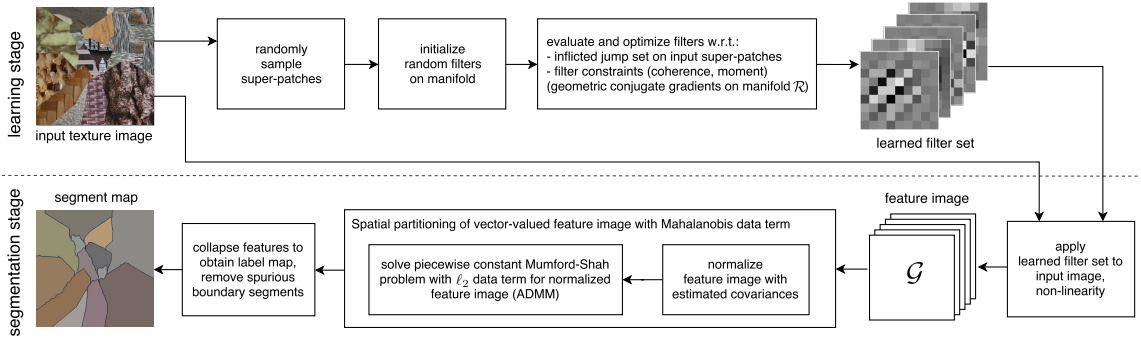 learning stage
input texture image
randomly
sample
super-patches
initialize
random filters
on manifold
evaluate and optimize filters w.r.t.:
- inflicted jump set on input super-patches
- filter constraints (coherence, moment)
(geometric conjugate gradients on manifold ℛ)
learned filter set
segmentation stage
segment map
collapse features to
obtain label map,
remove spurious
boundary segments
Spatial partitioning of vector-valued feature image with Mahalanobis data term
solve piecewise constant Mumford-Shah
problem with ℓ₂ data term for normalized
feature image (ADMM)
normalize
feature image with
estimated covariances
feature image
𝒢
apply
learned filter set to
input image,
non-linearity